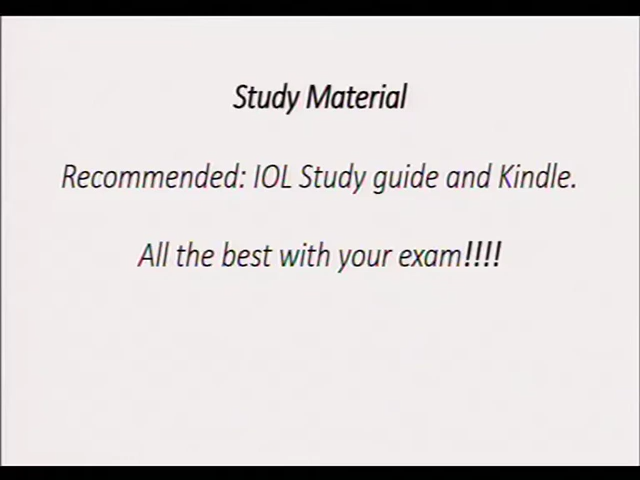 Study Material
Recommended: IOL Study guide and Kindle.
All the best with your exam!!!!